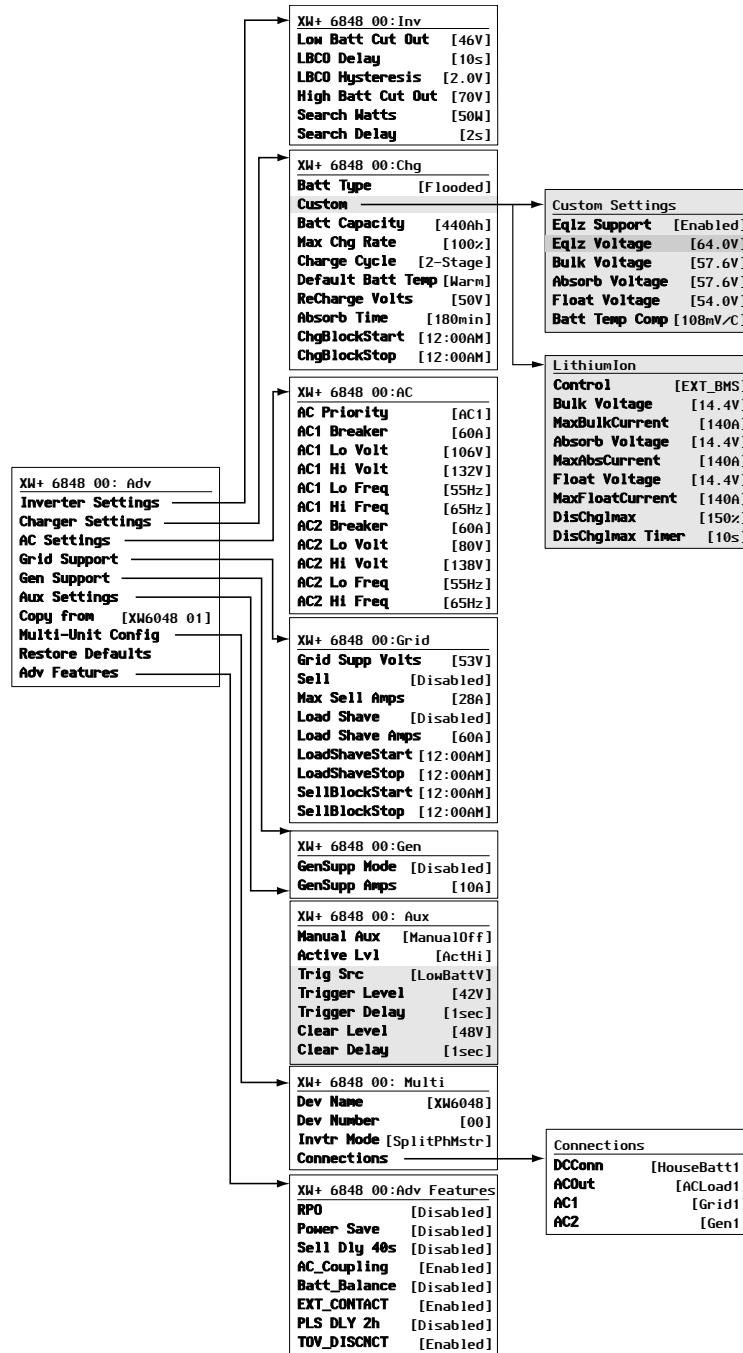 XW+ 6848 00: Adv
Inverter Settings
Charger Settings
AC Settings
Grid Support
Gen Support
Aux Settings
Copy from [XW6048 01]
Multi-Unit Config
Restore Defaults
Adv Features
XW+ 6848 00:Inv
Low Batt Cut Out [46V]
LBCO Delay [10s]
LBCO Hysteresis [2.0V]
High Batt Cut Out [70V]
Search Watts [50W]
Search Delay [2s]
XW+ 6848 00:Chg
Batt Type [Flooded]
Custom
Batt Capacity [440Ah]
Max Chg Rate [100%]
Charge Cycle [2-Stage]
Default Batt Temp [Warm]
ReCharge Volts [50V]
Absorb Time [180min]
ChgBlockStart [12:00AM]
ChgBlockStop [12:00AM]
Custom Settings
Eqlz Support [Enabled]
Eqlz Voltage [64.0V]
Bulk Voltage [57.6V]
Absorb Voltage [57.6V]
Float Voltage [54.0V]
Batt Temp Comp [108mV/C]
LithiumIon
Control [EXT_BMS]
Bulk Voltage [14.4V]
MaxBulkCurrent [140A]
Absorb Voltage [14.4V]
MaxAbsCurrent [140A]
Float Voltage [14.4V]
MaxFloatCurrent [140A]
DisChgImax [150%]
DisChgImax Timer [10s]
XW+ 6848 00:AC
AC Priority [AC1]
AC1 Breaker [60A]
AC1 Lo Volt [106V]
AC1 Hi Volt [132V]
AC1 Lo Freq [55Hz]
AC1 Hi Freq [65Hz]
AC2 Breaker [60A]
AC2 Lo Volt [80V]
AC2 Hi Volt [138V]
AC2 Lo Freq [55Hz]
AC2 Hi Freq [65Hz]
XW+ 6848 00:Grid
Grid Supp Volts [53V]
Sell [Disabled]
Max Sell Amps [28A]
Load Shave [Disabled]
Load Shave Amps [60A]
LoadShaveStart [12:00AM]
LoadShaveStop [12:00AM]
SellBlockStart [12:00AM]
SellBlockStop [12:00AM]
XW+ 6848 00:Gen
GenSupp Mode [Disabled]
GenSupp Amps [10A]
XW+ 6848 00: Aux
Manual Aux [ManualOff]
Active Lvl [ActHi]
Trig Src [LowBattV]
Trigger Level [42V]
Trigger Delay [1sec]
Clear Level [48V]
Clear Delay [1sec]
XW+ 6848 00: Multi
Dev Name [XW6048]
Dev Number [00]
Invtr Mode [SplitPhMstr]
Connections
Connections
DCConn [HouseBatt1
ACOut [ACLoad1
AC1 [Grid1
AC2 [Gen1
XW+ 6848 00:Adv Features
RPO [Disabled]
Power Save [Disabled]
Sell Dly 40s [Disabled]
AC_Coupling [Enabled]
Batt_Balance [Disabled]
EXT_CONTACT [Enabled]
PLS DLY 2h [Disabled]
TOV_DISCNCT [Enabled]